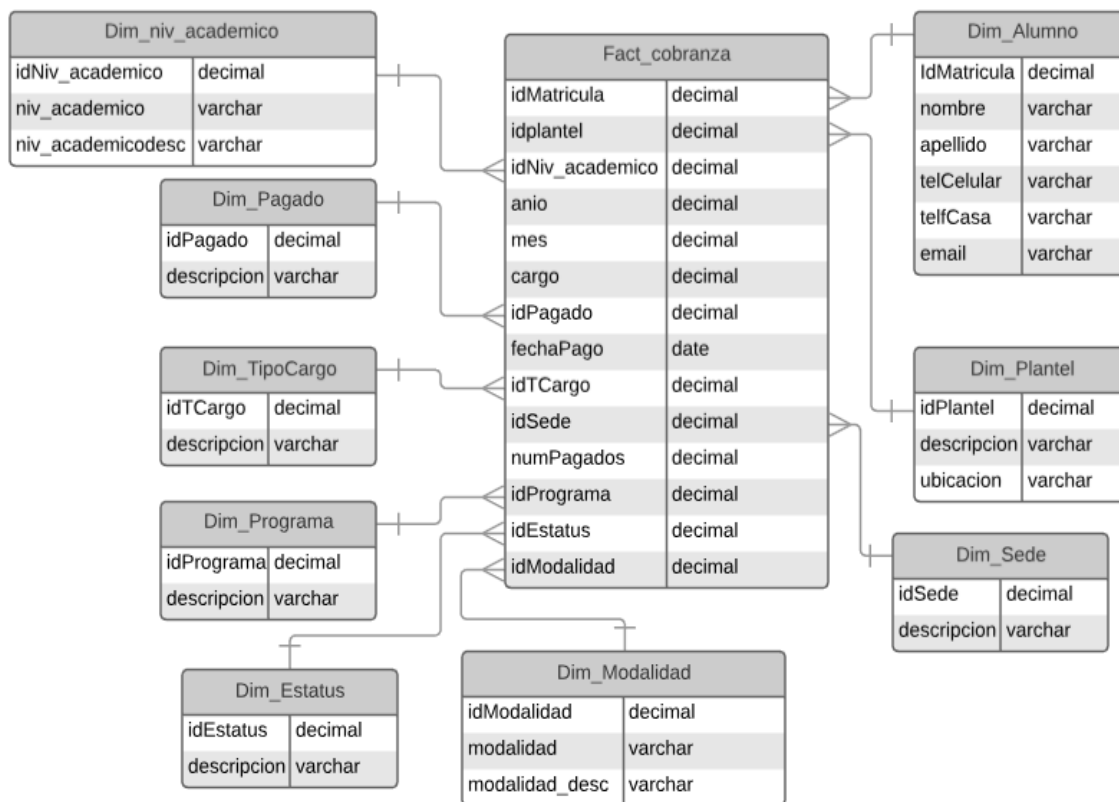 Dim_niv_academico
idNiv_academico decimal
niv_academico varchar
niv_academicodesc varchar
Dim_Pagado
idPagado decimal
descripcion varchar
Dim_TipoCargo
idTCargo decimal
descripcion varchar
Dim_Programa
idPrograma decimal
descripcion varchar
Dim_Estatus
idEstatus decimal
descripcion varchar
Fact_cobranza
idMatricula decimal
idplantel decimal
idNiv_academico decimal
anio decimal
mes decimal
cargo decimal
idPagado decimal
fechaPago date
idTCargo decimal
idSede decimal
numPagados decimal
idPrograma decimal
idEstatus decimal
idModalidad decimal
Dim_Modalidad
idModalidad decimal
modalidad varchar
modalidad_desc varchar
Dim_Alumno
IdMatricula decimal
nombre varchar
apellido varchar
telCelular varchar
telfCasa varchar
email varchar
Dim_Plantel
idPlantel decimal
descripcion varchar
ubicacion varchar
Dim_Sede
idSede decimal
descripcion varchar